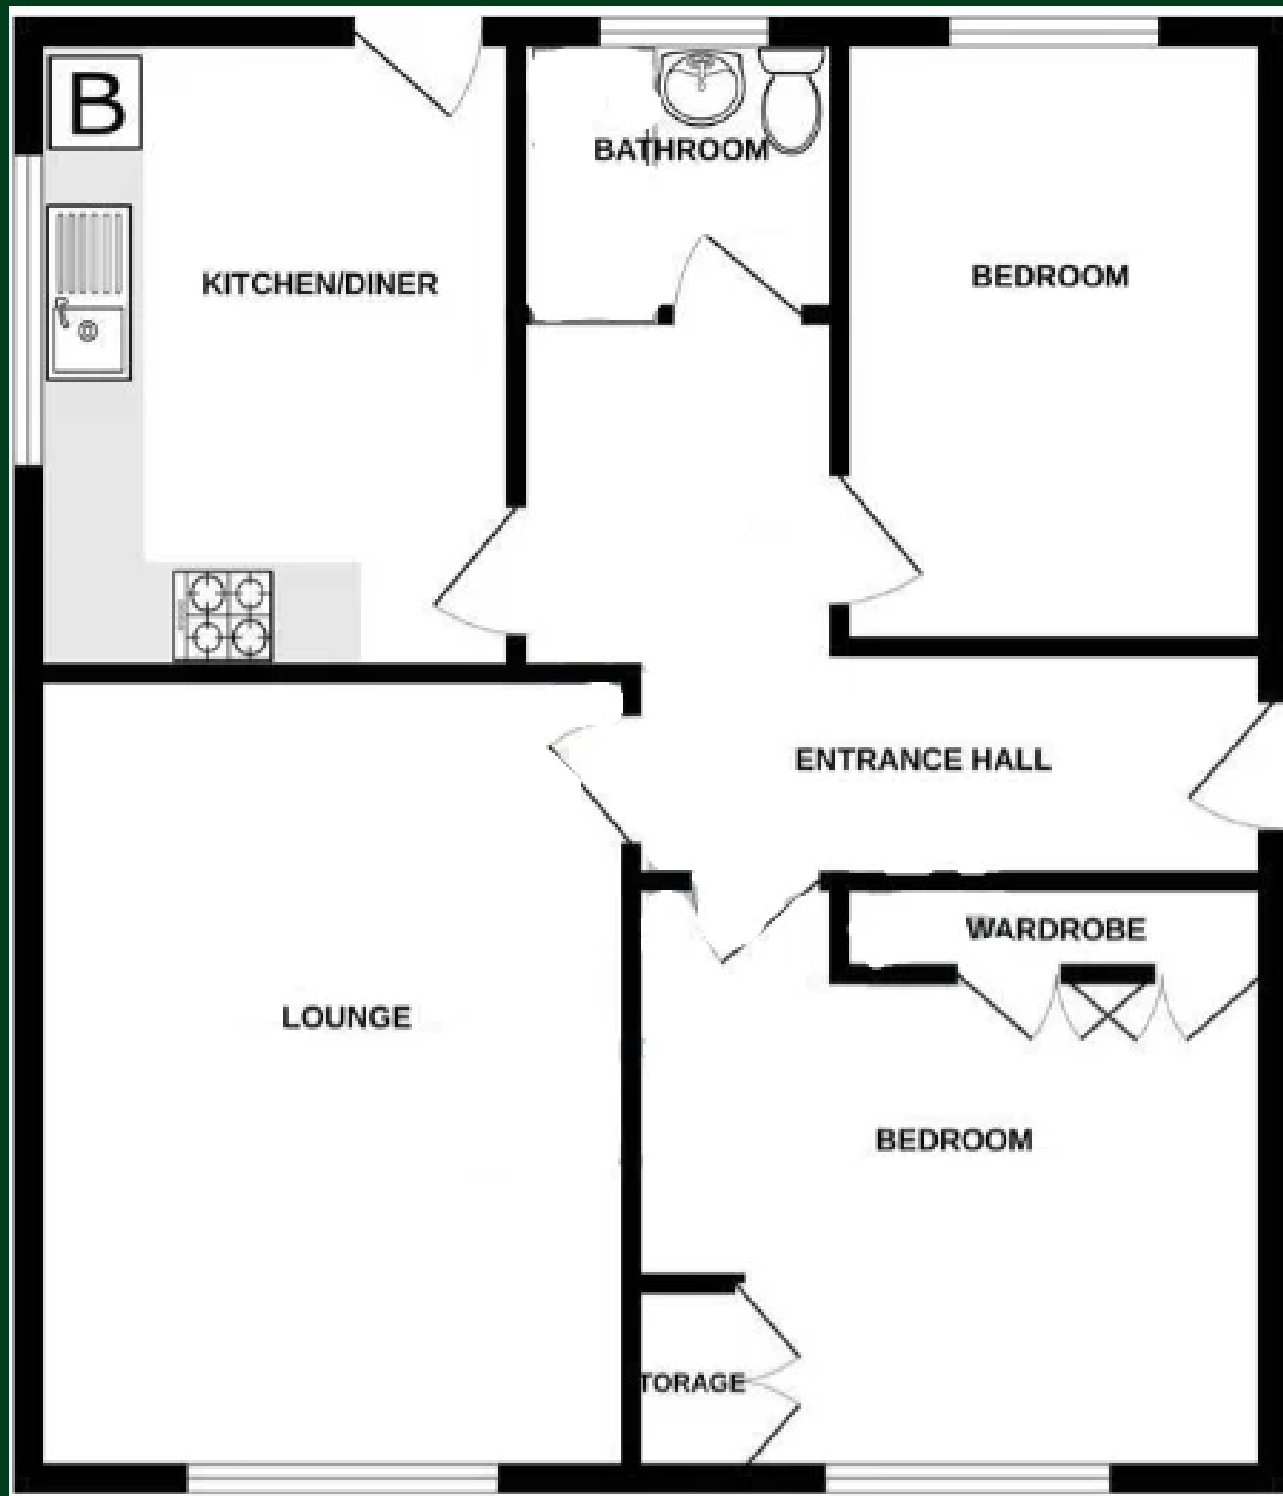 B
BATHROOM
KITCHEN/DINER
BEDROOM
ENTRANCE HALL
WARDROBE
LOUNGE
BEDROOM
TORAGE